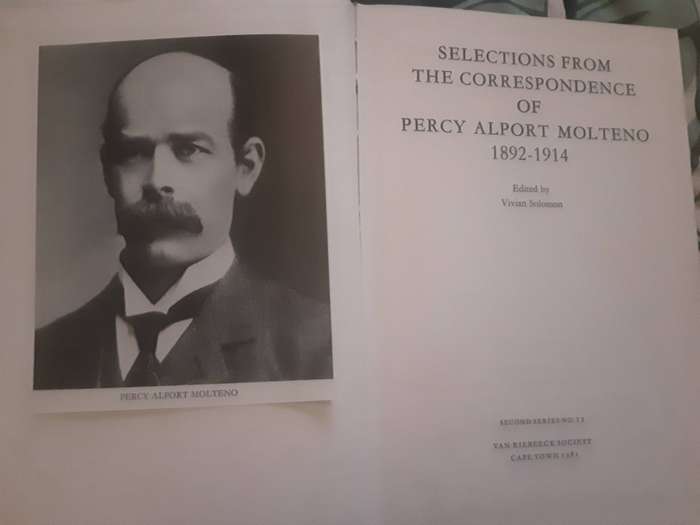 PERCY ALPORT MOLTENO
SELECTIONS FROM
THE CORRESPONDENCE
OF
PERCY ALPORT MOLTENO
1892-1914
Edited by
Vivian Solomon
SECOND SERIES NO.
VAN RIEBEECK SOCIETY
CAPE TOWN 1981